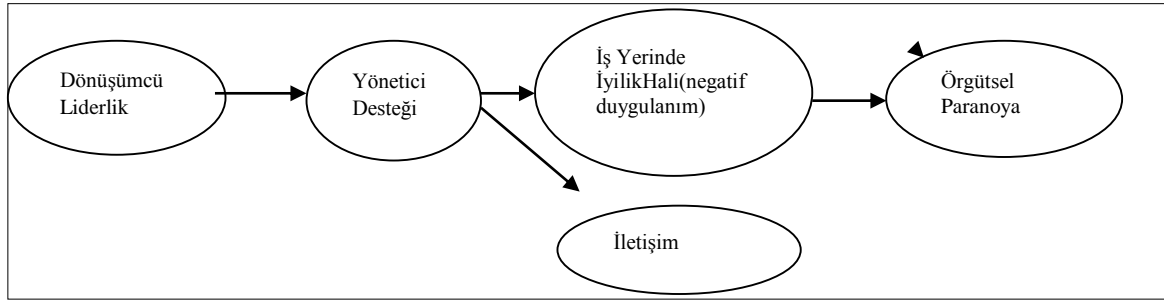 Dönüşümcü
Liderlik
Yönetici
Desteği
İş Yerinde
İyilikHali(negatif
duygulanım)
Örgütsel
Paranoya
İletişim